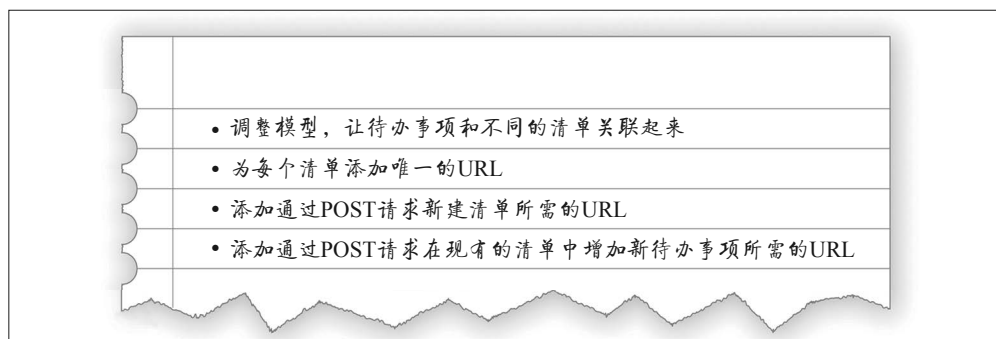 • 调整模型，让待办事项和不同的清单关联起来
• 为每个清单添加唯一的URL
• 添加通过POST请求新建清单所需的URL
• 添加通过POST请求在现有的清单中增加新待办事项所需的URL